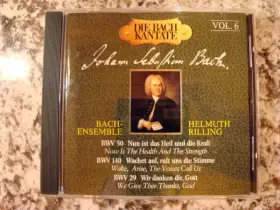 DIE BACH
KANTATE
VOL. 6
Johann Sebastian Bach.
BACH-
ENSEMBLE
HELMUTH
RILLING
BWV 50 Nun ist das Heil und die Kraft
Now Is The Health And The Strength
BWV 140 Wachet auf, ruft uns die Stimme
Wake, Arise, The Voices Call Us
BWV 29 Wir danken dir, Gott
We Give Thee Thanks, God